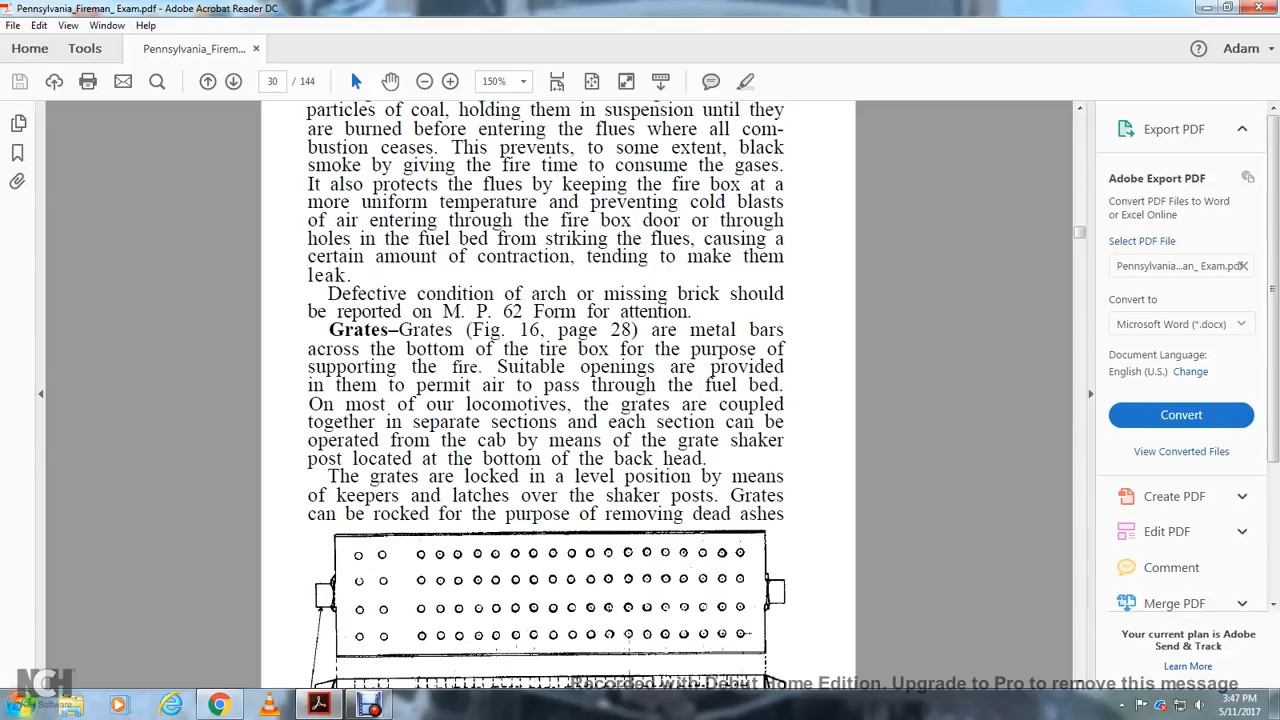 Pennsylvania_Fireman_ Exam.pdf - Adobe Acrobat Reader DC
File Edit View Window Help
Home Tools Pennsylvania_Firem... × Adam
30 / 144 150%
particles of coal, holding them in suspension until they
are burned before entering the flues where all com-
bustion ceases. This prevents, to some extent, black
smoke by giving the fire time to consume the gases.
It also protects the flues by keeping the fire box at a
more uniform temperature and preventing cold blasts
of air entering through the fire box door or through
holes in the fuel bed from striking the flues, causing a
certain amount of contraction, tending to make them
leak.
Defective condition of arch or missing brick should
be reported on M. P. 62 Form for attention.
Grates–Grates (Fig. 16, page 28) are metal bars
across the bottom of the tire box for the purpose of
supporting the fire. Suitable openings are provided
in them to permit air to pass through the fuel bed.
On most of our locomotives, the grates are coupled
together in separate sections and each section can be
operated from the cab by means of the grate shaker
post located at the bottom of the back head.
The grates are locked in a level position by means
of keepers and latches over the shaker posts. Grates
can be rocked for the purpose of removing dead ashes
Export PDF
Adobe Export PDF
Convert PDF Files to Word
or Excel Online
Select PDF File
Pennsylvania...an_ Exam.pdf
Convert to
Microsoft Word (*.docx)
Document Language:
English (U.S.) Change
Convert
View Converted Files
Create PDF
Edit PDF
Comment
Merge PDF
Your current plan is Adobe
Send & Track
Learn More
Recorded with Debut Home Edition. Upgrade to Pro to remove this message
NCH
Software
3:47 PM
5/11/2017